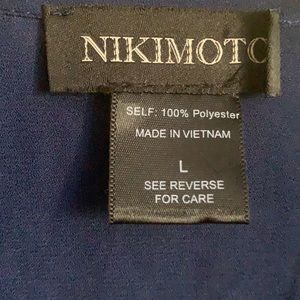 NIKIMOTO
SELF: 100% Polyester
MADE IN VIETNAM
L
SEE REVERSE
FOR CARE